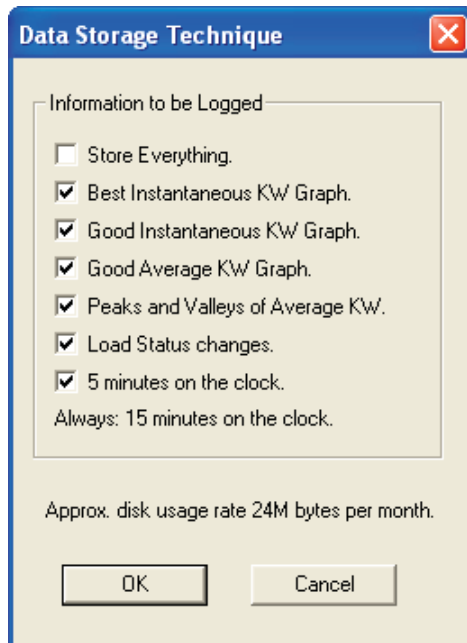 Data Storage Technique
Information to be Logged
Store Everything.
Best Instantaneous KW Graph.
Good Instantaneous KW Graph.
Good Average KW Graph.
Peaks and Valleys of Average KW.
Load Status changes.
5 minutes on the clock.
Always: 15 minutes on the clock.
Approx. disk usage rate 24M bytes per month.
OK
Cancel